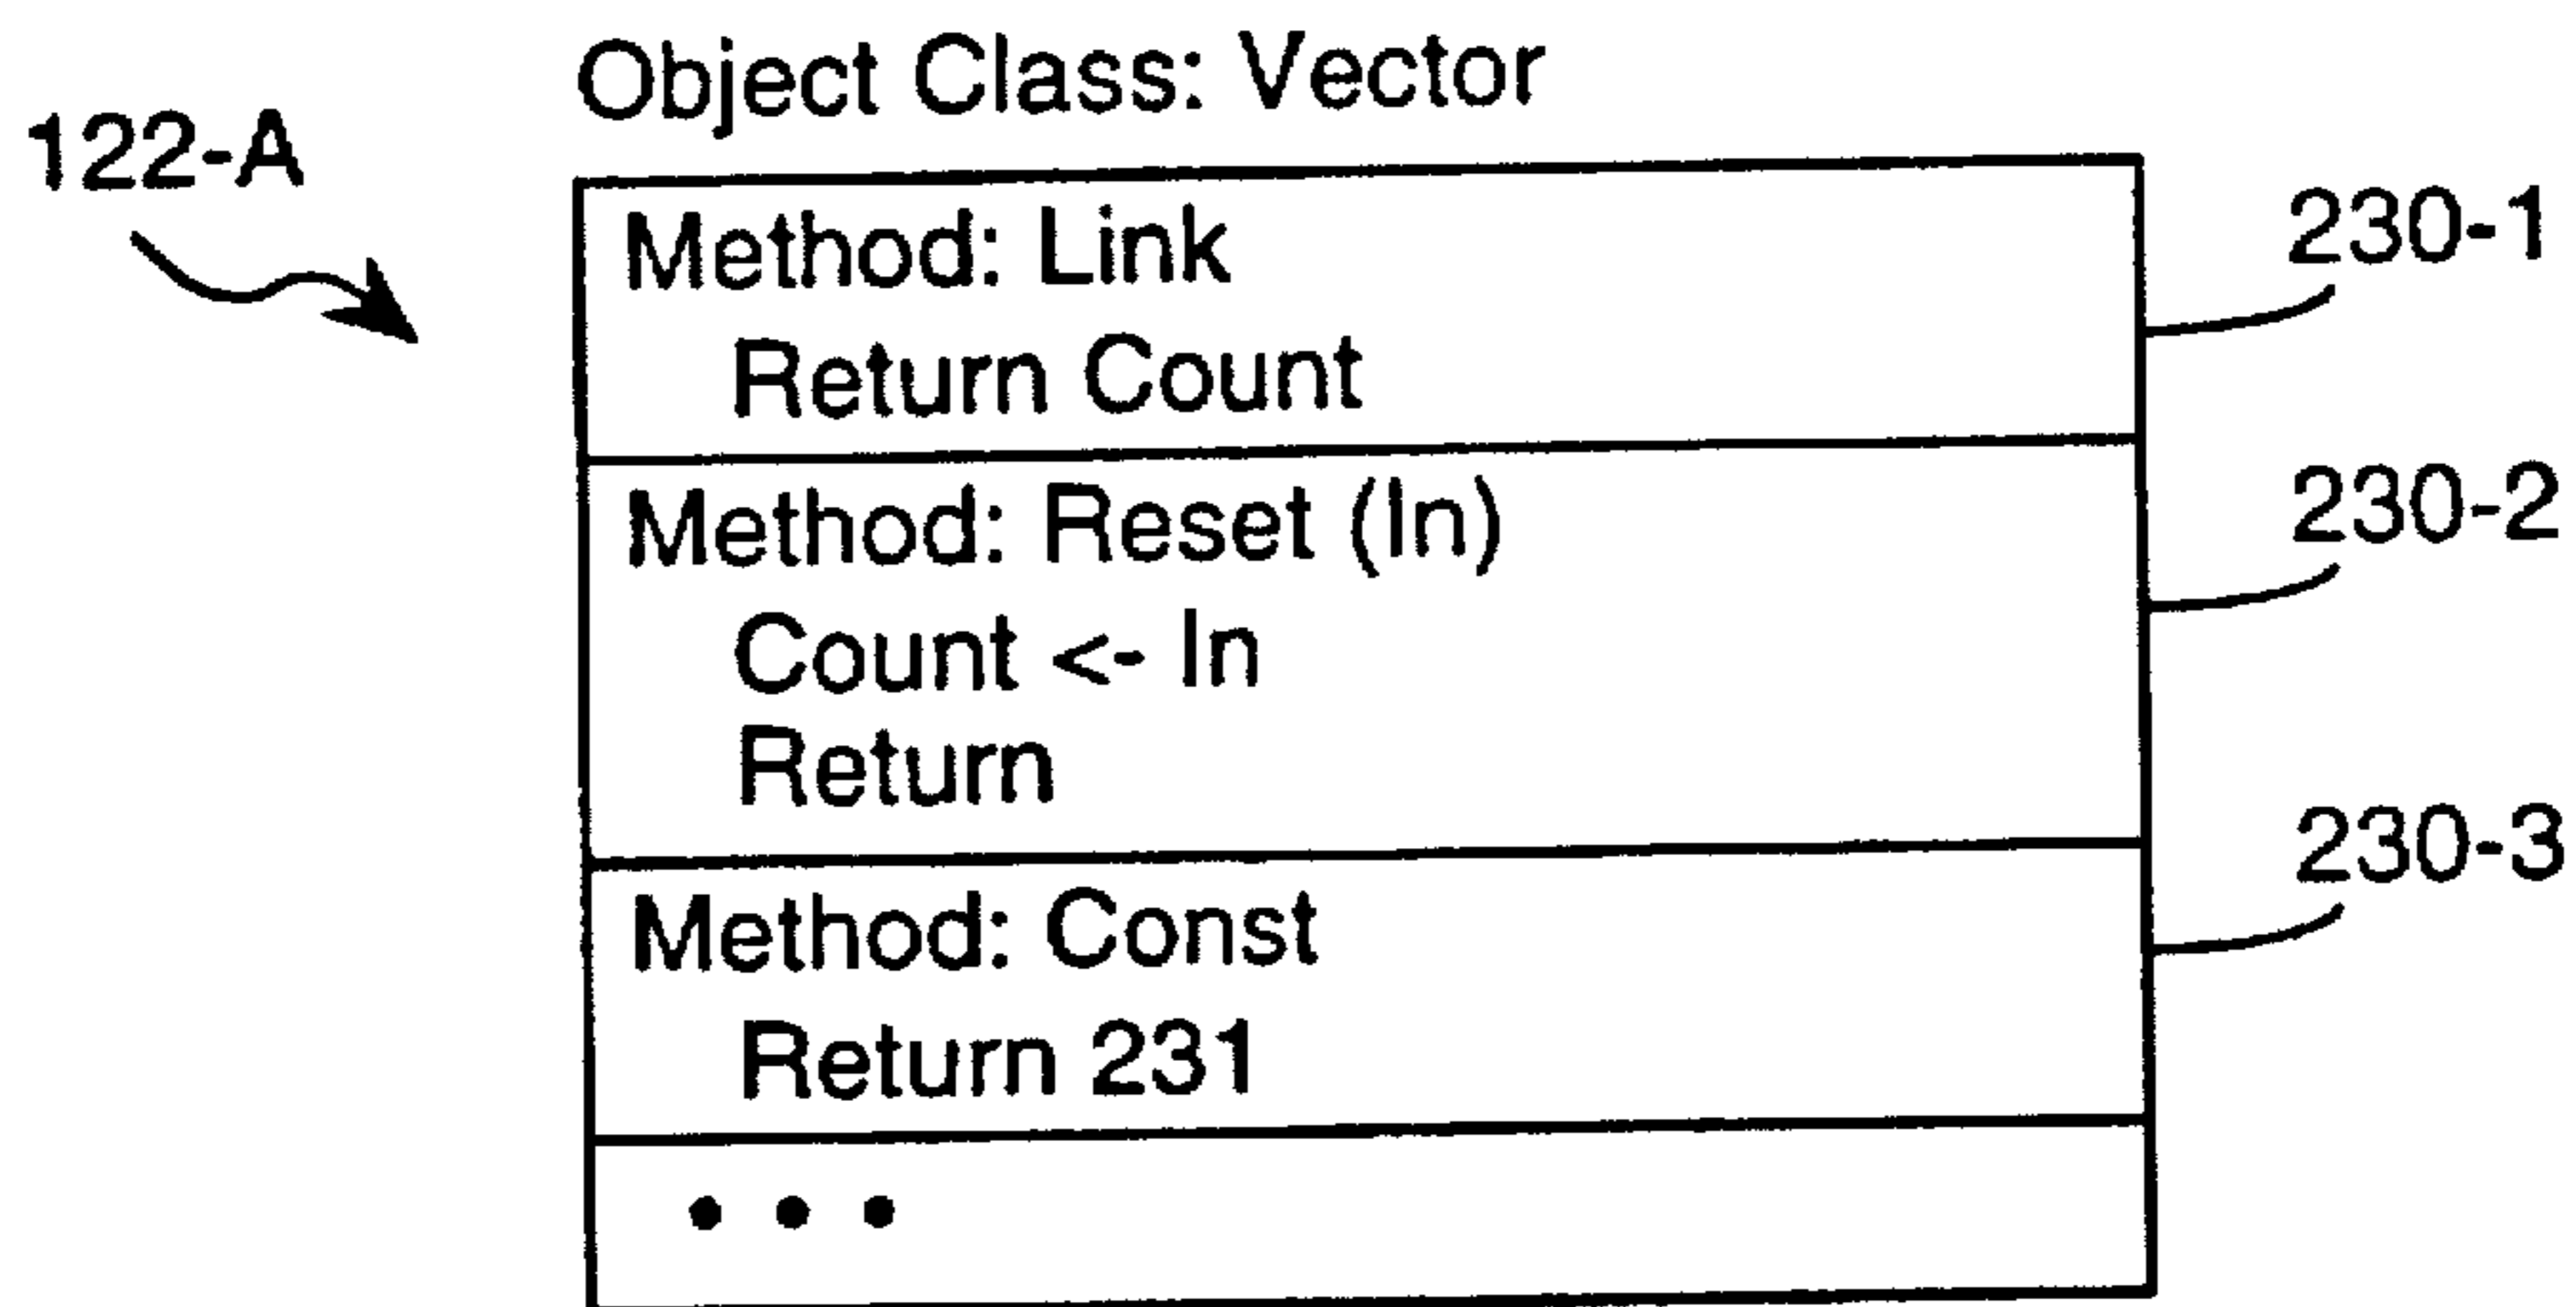 Object Class: Vector
122-A
Method: Link
230-1
Return Count
Method: Reset (In)
230-2
Count <- In
Return
230-3
Method: Const
Return 231
• • •